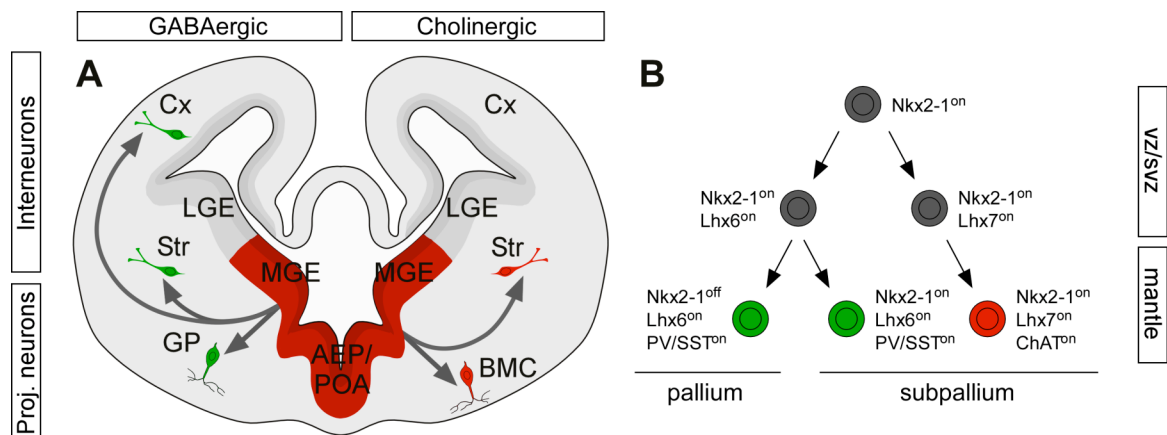 GABAergic
Cholinergic
Interneurons
Proj. neurons
A
Cx
Cx
LGE
LGE
Str
Str
MGE
MGE
GP
AEP/
POA
BMC
B
Nkx2-1on
Nkx2-1on
Lhx6on
Nkx2-1on
Lhx7on
Nkx2-1off
Lhx6on
PV/SSTon
Nkx2-1on
Lhx6on
PV/SSTon
Nkx2-1on
Lhx7on
ChATon
pallium
subpallium
vz/svz
mantle